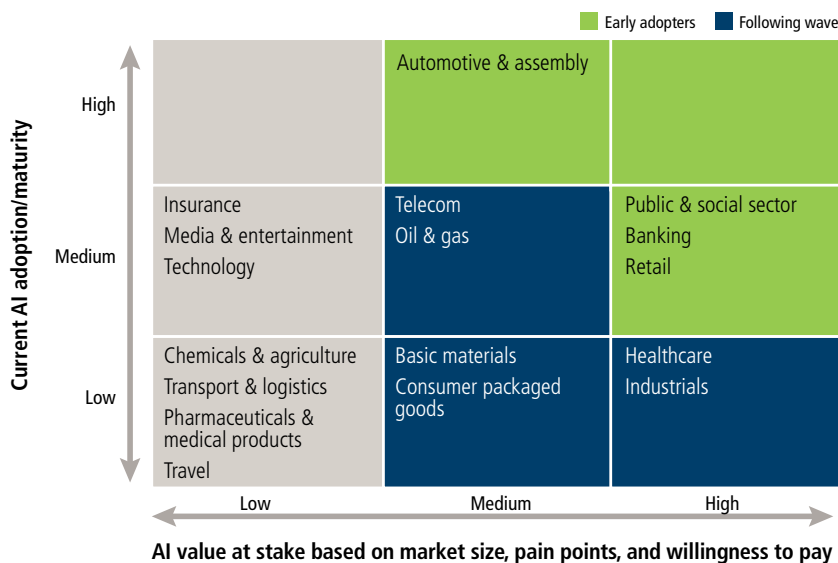 Early adopters
Following wave
Current AI adoption/maturity
High
Automotive & assembly
Medium
Insurance
Media & entertainment
Technology
Telecom
Oil & gas
Public & social sector
Banking
Retail
Low
Chemicals & agriculture
Transport & logistics
Pharmaceuticals &
medical products
Travel
Basic materials
Consumer packaged
goods
Healthcare
Industrials
Low
Medium
High
AI value at stake based on market size, pain points, and willingness to pay